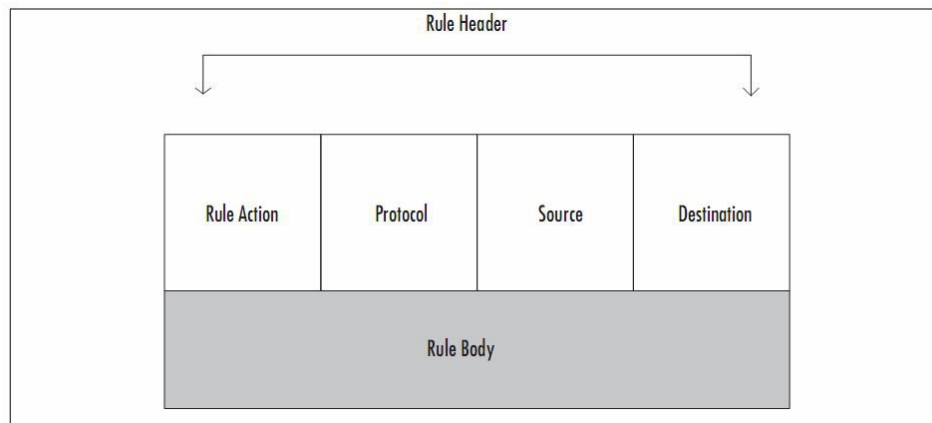 Rule Header
Rule Action
Protocol
Source
Destination
Rule Body